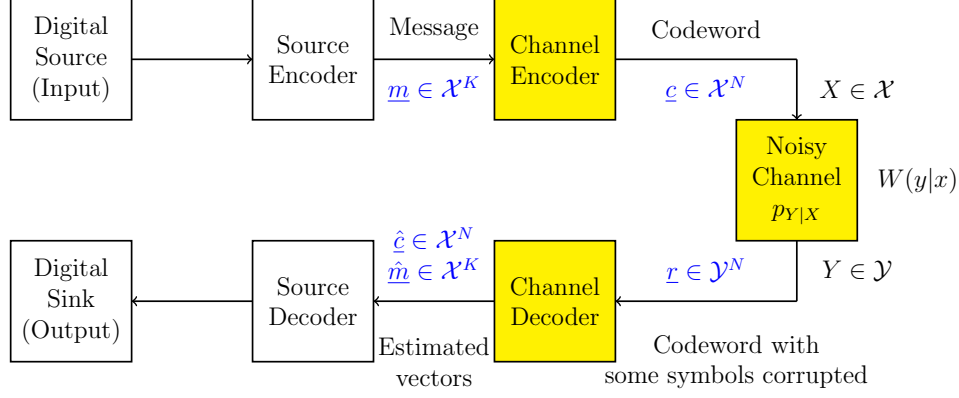 Digital
Source
(Input)
Source
Encoder
Message
m ∈ 𝒳^K
Channel
Encoder
Codeword
c ∈ 𝒳^N
X ∈ 𝒳
Noisy
Channel
p_{Y|X}
W(y|x)
Y ∈ 𝒴
r ∈ 𝒴^N
Codeword with
some symbols corrupted
Channel
Decoder
ĉ ∈ 𝒳^N
m̂ ∈ 𝒳^K
Estimated
vectors
Source
Decoder
Digital
Sink
(Output)